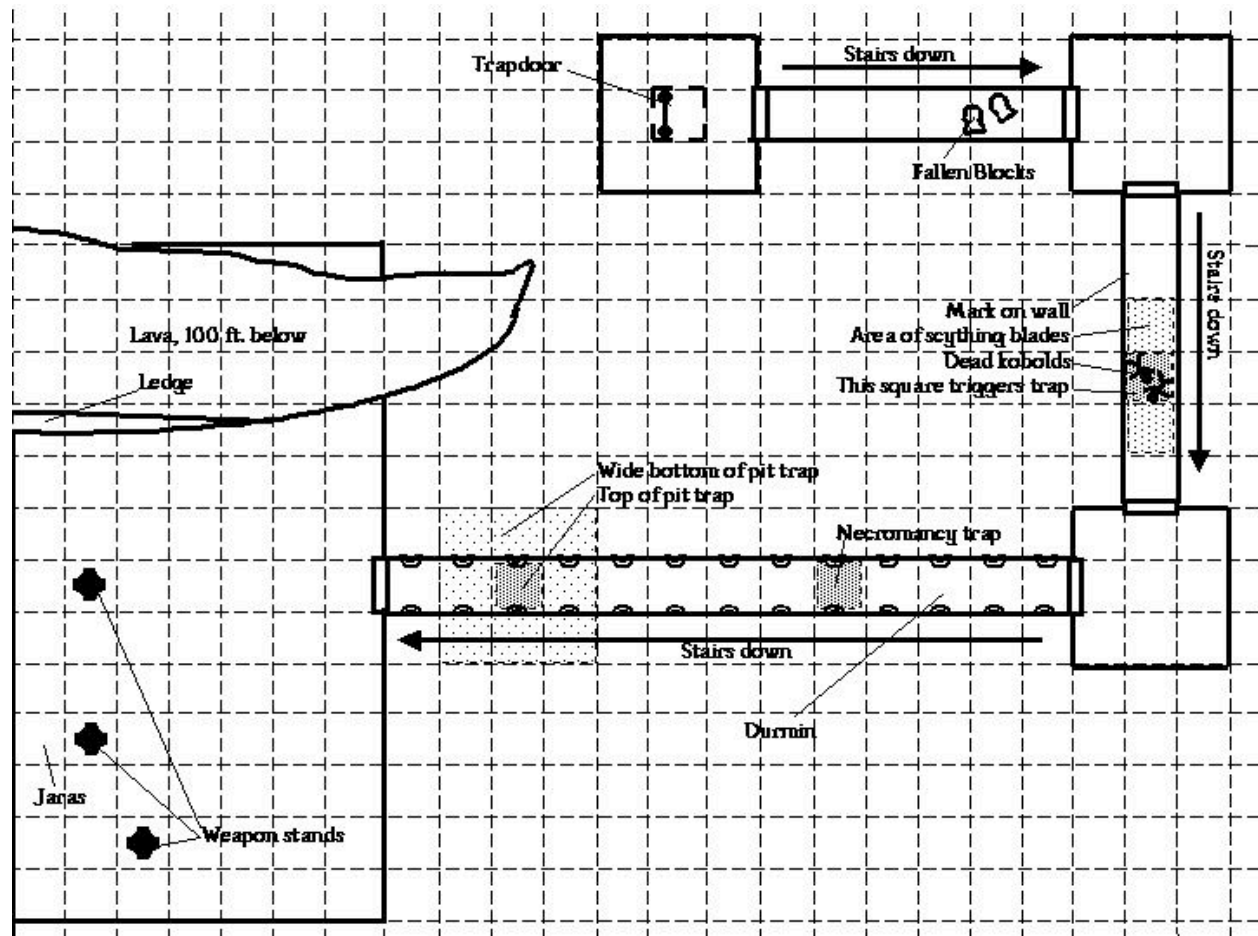 Stairs down
Trapdoor
Fallen Blocks
Stairs down
Mark on wall
Area of scything blades
Dead kobolds
This square triggers trap
Lava, 100 ft. below
Ledge
Wide bottom of pit trap
Top of pit trap
Necromancy trap
Stairs down
Durmin
Jaras
Weapon stands